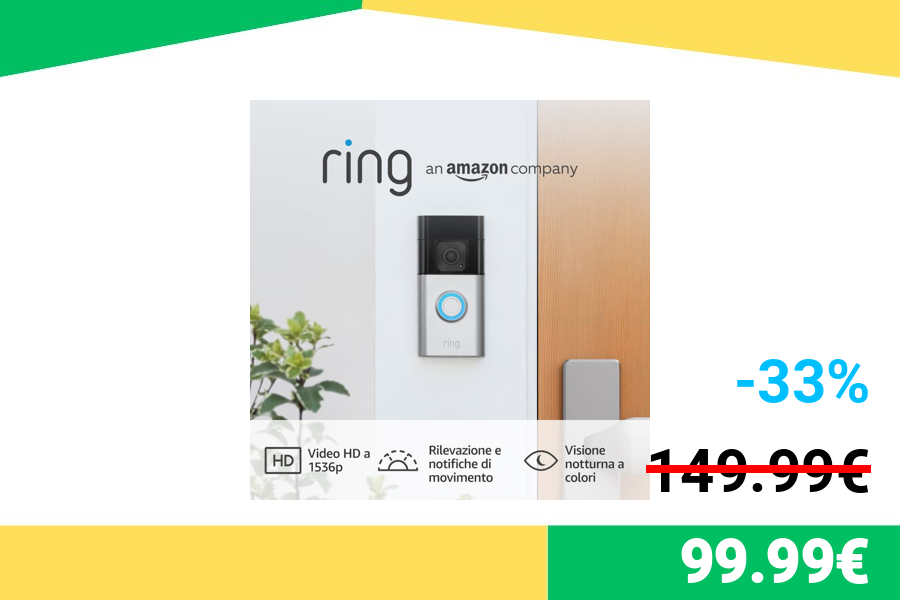 ring an amazon company
ring
HD
Video HD a
1536p
Rilevazione e
notifiche di
movimento
Visione
notturna a
colori
-33%
149.99€
99.99€